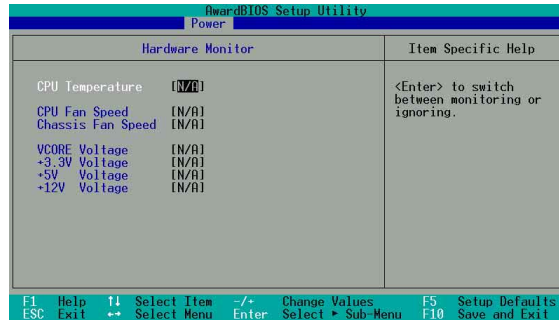 AwardBIOS Setup Utility
Power
Hardware Monitor
Item Specific Help
CPU Temperature [N/A]
<Enter> to switch
between monitoring or
ignoring.
CPU Fan Speed [N/A]
Chassis Fan Speed [N/A]
VCORE Voltage [N/A]
+3.3V Voltage [N/A]
+5V Voltage [N/A]
+12V Voltage [N/A]
F1 Help ↑↓ Select Item -/+ Change Values F5 Setup Defaults
ESC Exit ←→ Select Menu Enter Select ► Sub-Menu F10 Save and Exit